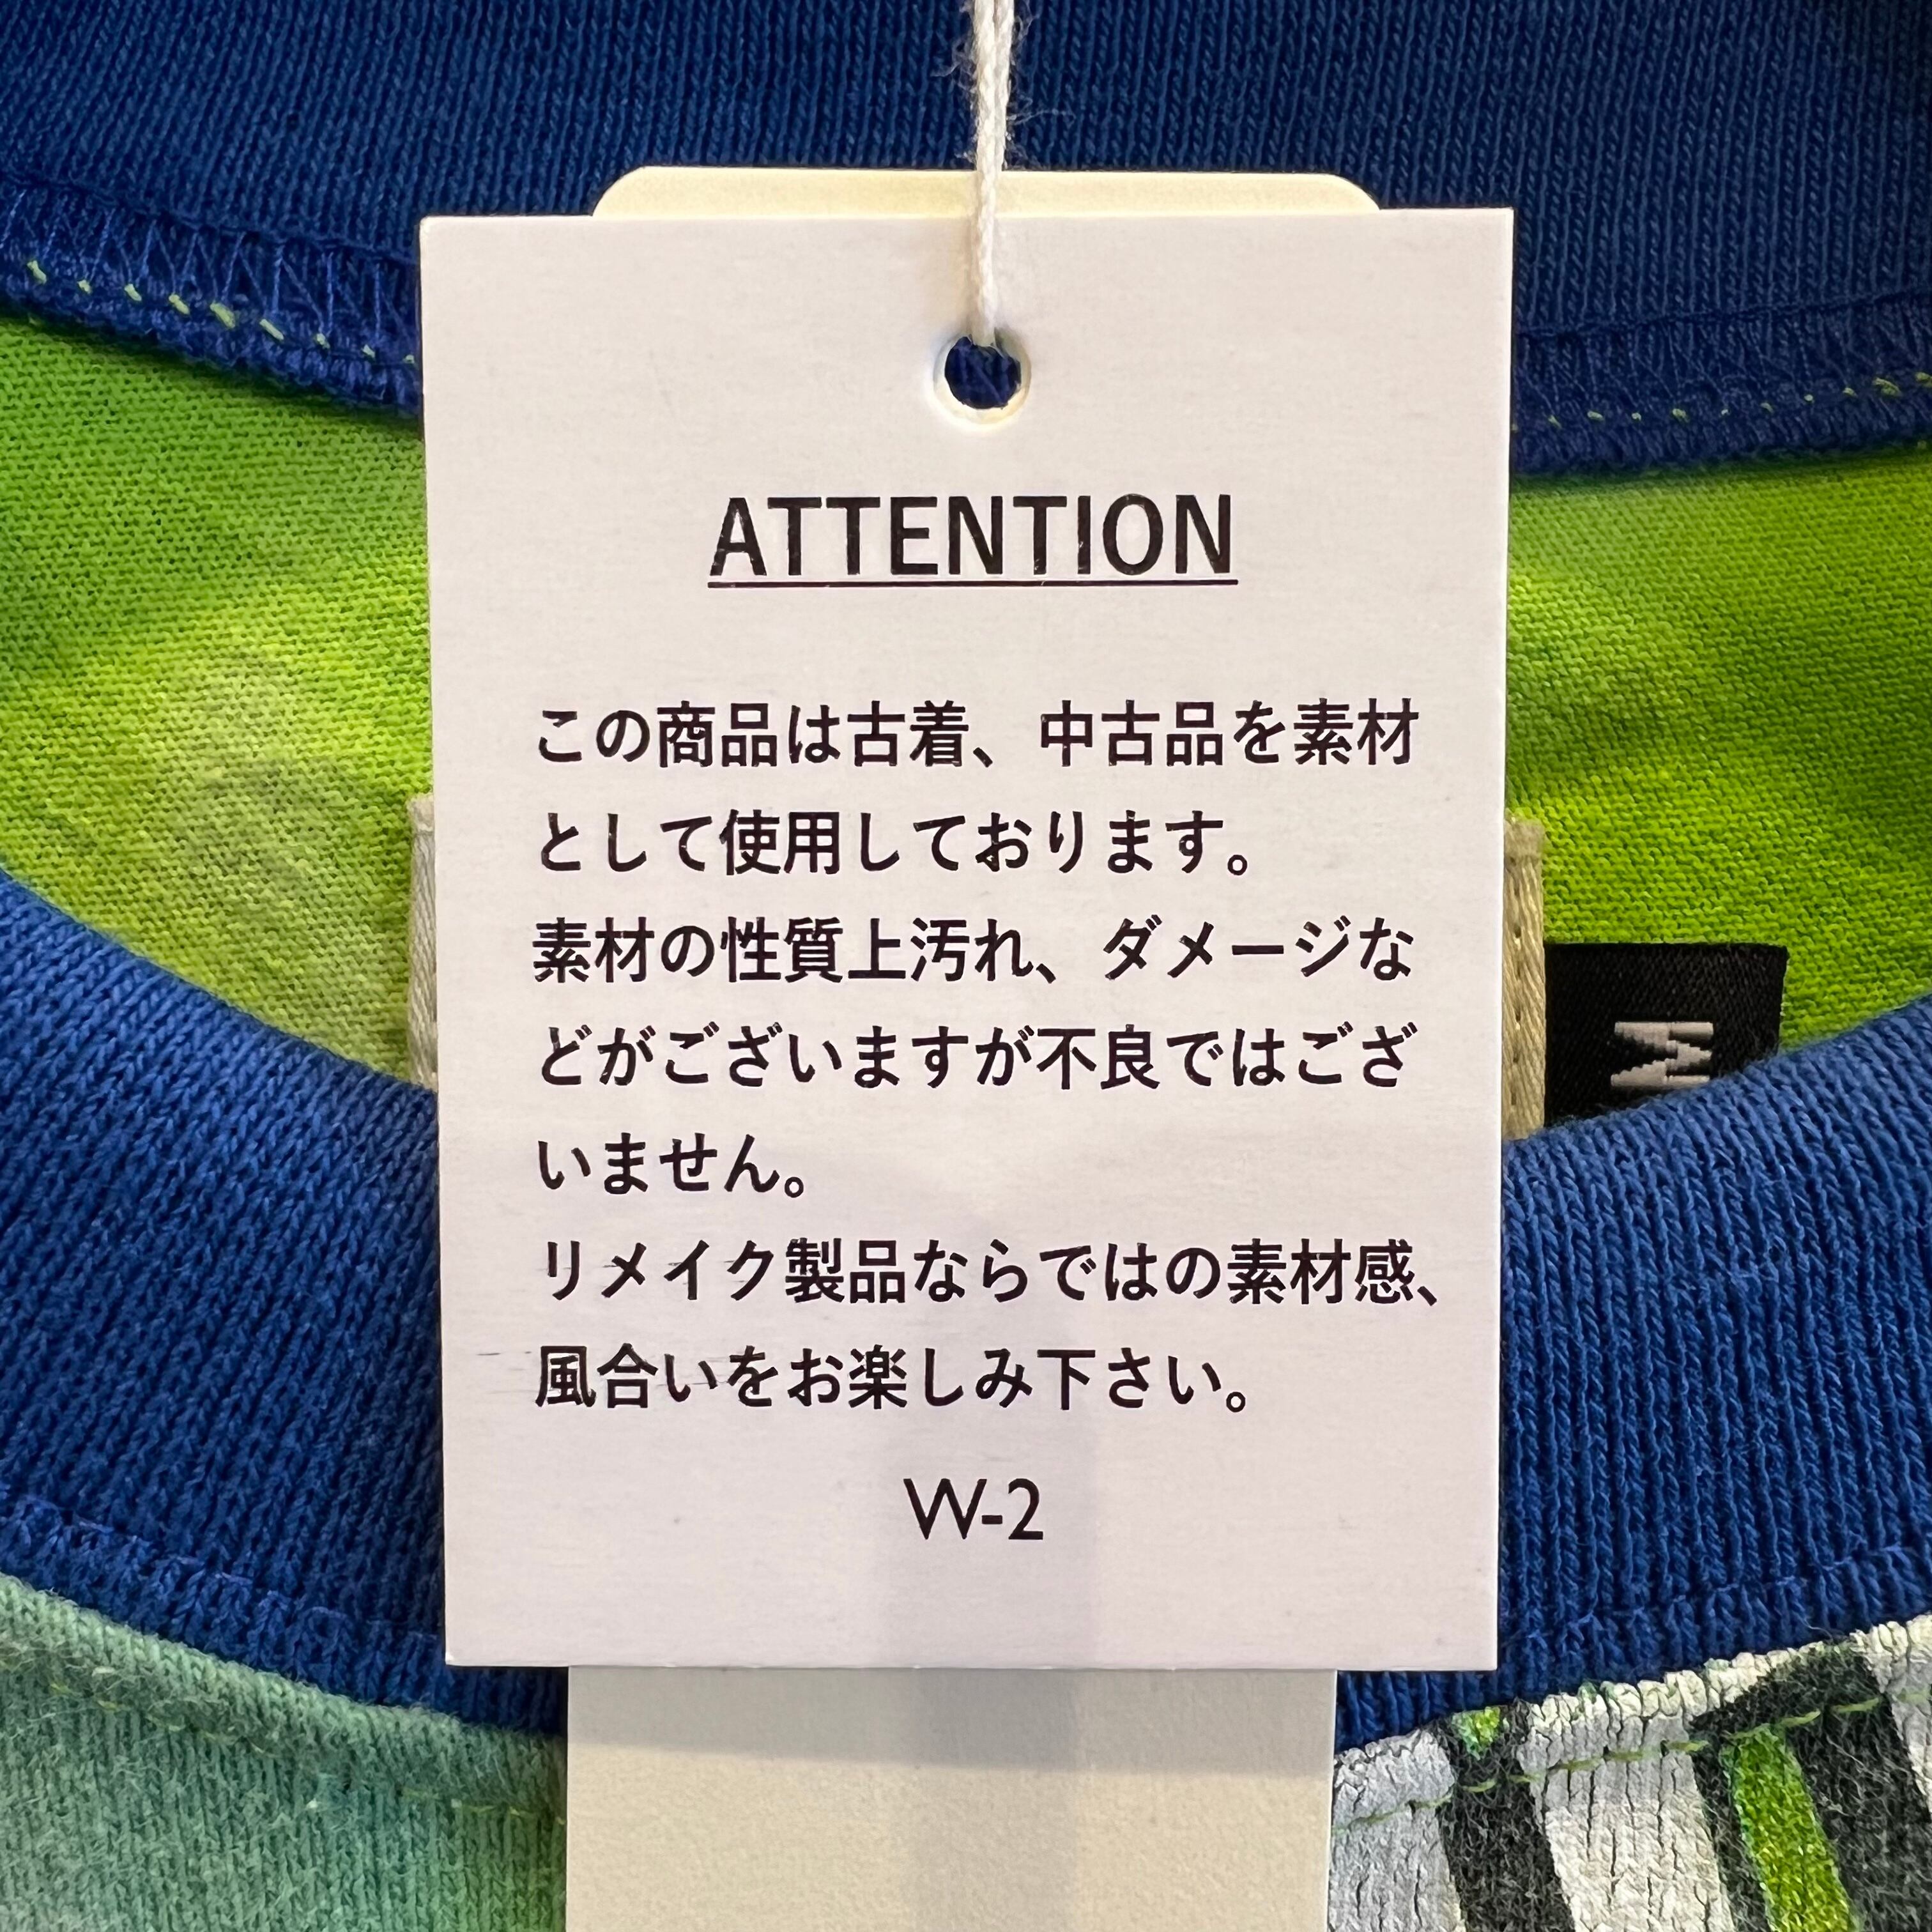 ATTENTION
この商品は古着、中古品を素材
として使用しております。
素材の性質上汚れ、ダメージな
どがございますが不良ではござ
いません。
リメイク製品ならではの素材感、
風合いをお楽しみ下さい。
W-2
M